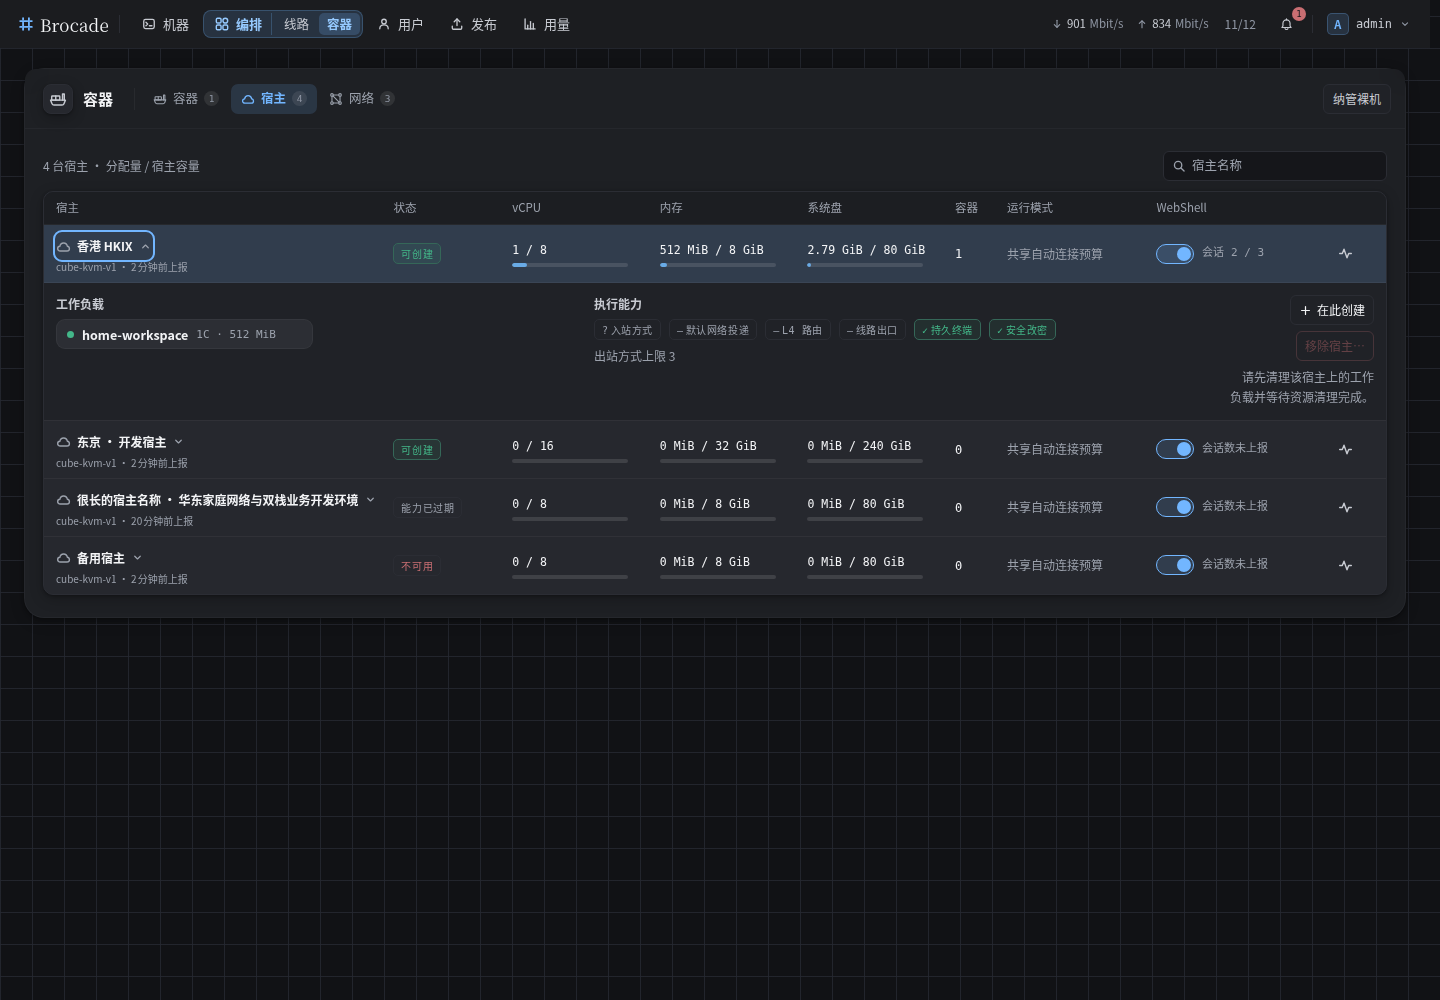 Brocade 机器 编排 线路 容器 用户 发布 用量 ↓ 901 Mbit/s ↑ 834 Mbit/s 11/12 1 A admin
容器 容器 1 宿主 4 网络 3 纳管裸机
4 台宿主 · 分配量 / 宿主容量 宿主名称
宿主 状态 vCPU 内存 系统盘 容器 运行模式 WebShell
香港 HKIX 可创建 1 / 8 512 MiB / 8 GiB 2.79 GiB / 80 GiB 1 共享自动连接预算 会话 2 / 3
cube-kvm-v1 · 2分钟前上报
工作负载 执行能力 + 在此创建
home-workspace 1C · 512 MiB ? 入站方式 — 默认网络投递 — L4 路由 — 线路出口 ✓ 持久终端 ✓ 安全改密
移除宿主…
出站方式上限 3
请先清理该宿主上的工作
负载并等待资源清理完成。
东京 · 开发宿主 可创建 0 / 16 0 MiB / 32 GiB 0 MiB / 240 GiB 0 共享自动连接预算 会话数未上报
cube-kvm-v1 · 2分钟前上报
很长的宿主名称 · 华东家庭网络与双栈业务开发环境 能力已过期 0 / 8 0 MiB / 8 GiB 0 MiB / 80 GiB 0 共享自动连接预算 会话数未上报
cube-kvm-v1 · 20分钟前上报
备用宿主 不可用 0 / 8 0 MiB / 8 GiB 0 MiB / 80 GiB 0 共享自动连接预算 会话数未上报
cube-kvm-v1 · 2分钟前上报